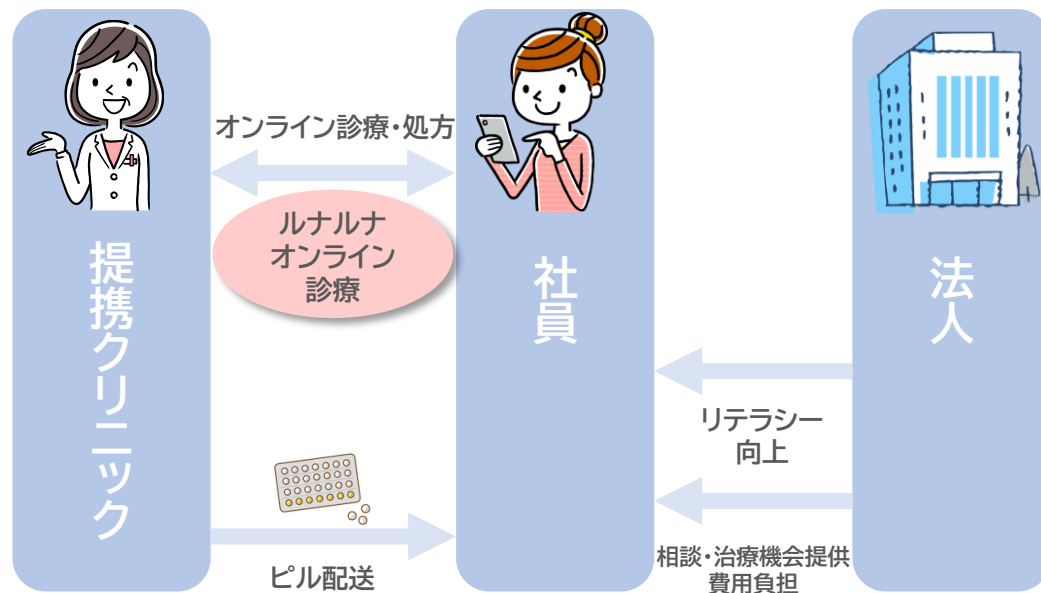 オンライン診療・処方
ルナルナ
オンライン
診療
提携クリニック
社員
法人
リテラシー
向上
ピル配送
相談・治療機会提供
費用負担